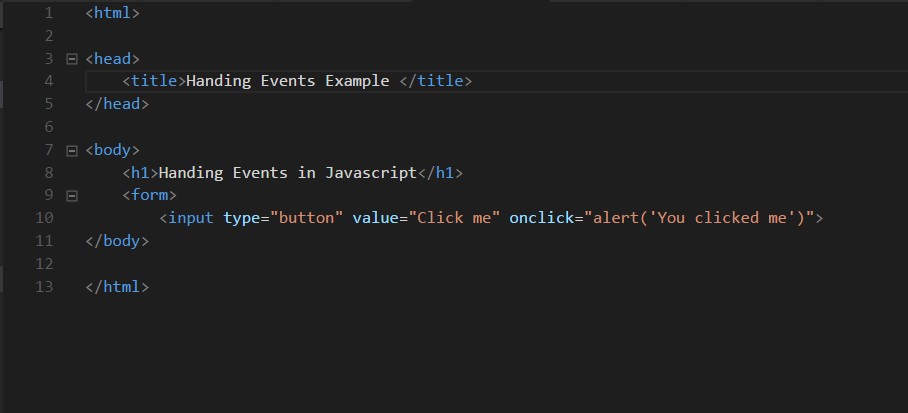 1 <html>
2
3 <head>
4 <title>Handing Events Example </title>
5 </head>
6
7 <body>
8 <h1>Handing Events in Javascript</h1>
9 <form>
10 <input type="button" value="Click me" onclick="alert('You clicked me')">
11 </body>
12
13 </html>